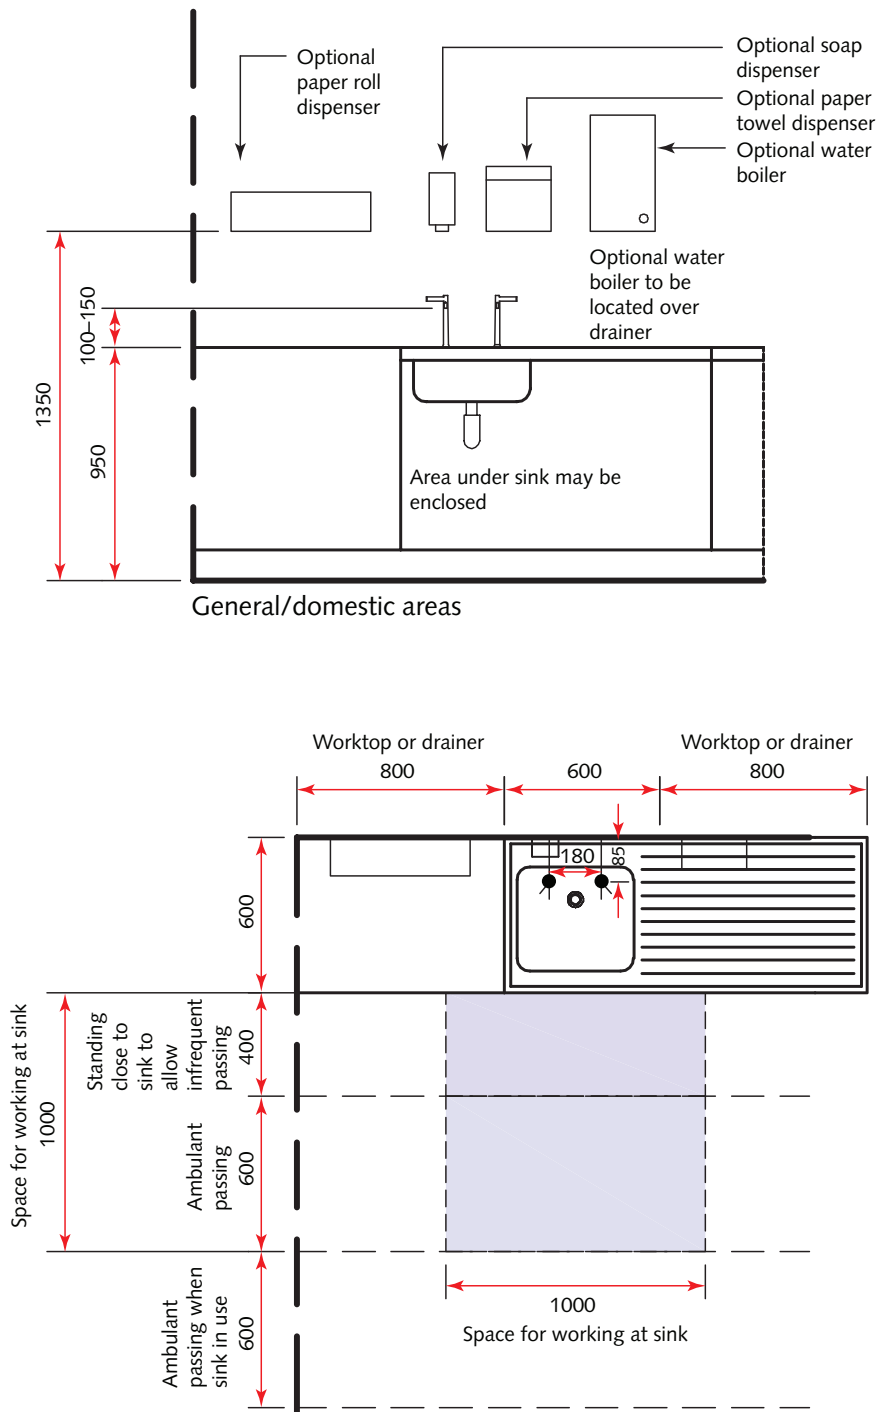 Optional
paper roll
dispenser
Optional soap
dispenser
Optional paper
towel dispenser
Optional water
boiler
Optional water
boiler to be
located over
drainer
100–150
1350
950
Area under sink may be
enclosed
General/domestic areas
Worktop or drainer
800
600
Worktop or drainer
800
180
85
600
Space for working at sink
1000
Standing
close to
sink to
allow
infrequent
passing
400
Ambulant
passing
600
Ambulant
passing when
sink in use
600
1000
Space for working at sink